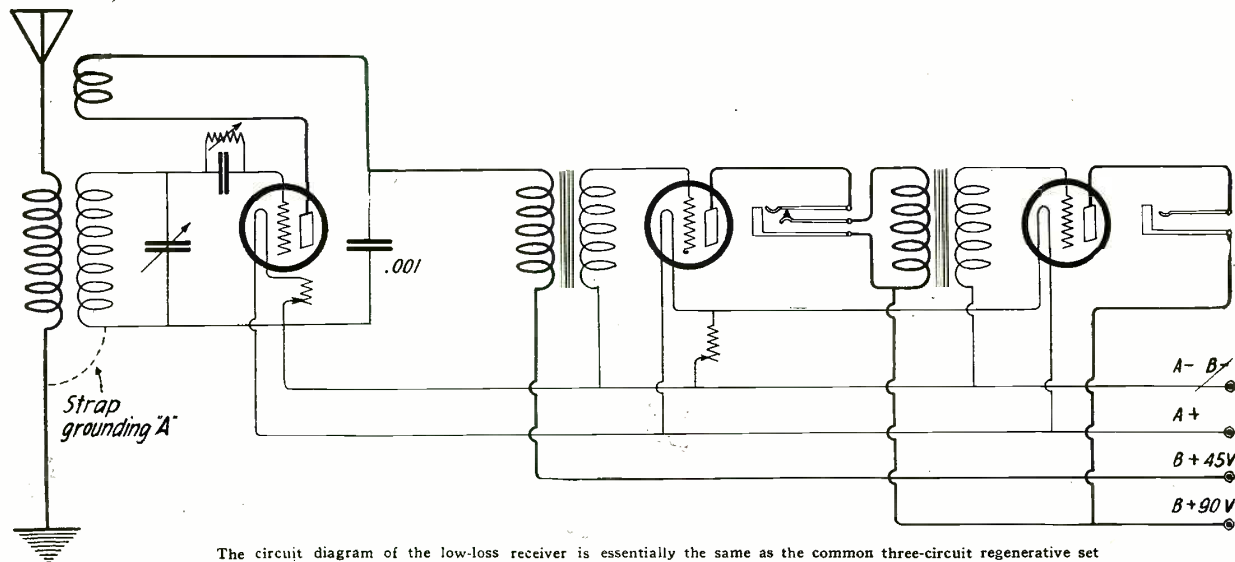 .001
Strap
grounding "A"
A- B-
A+
B+45V
B+90V
The circuit diagram of the low-loss receiver is essentially the same as the common three-circuit regenerative set